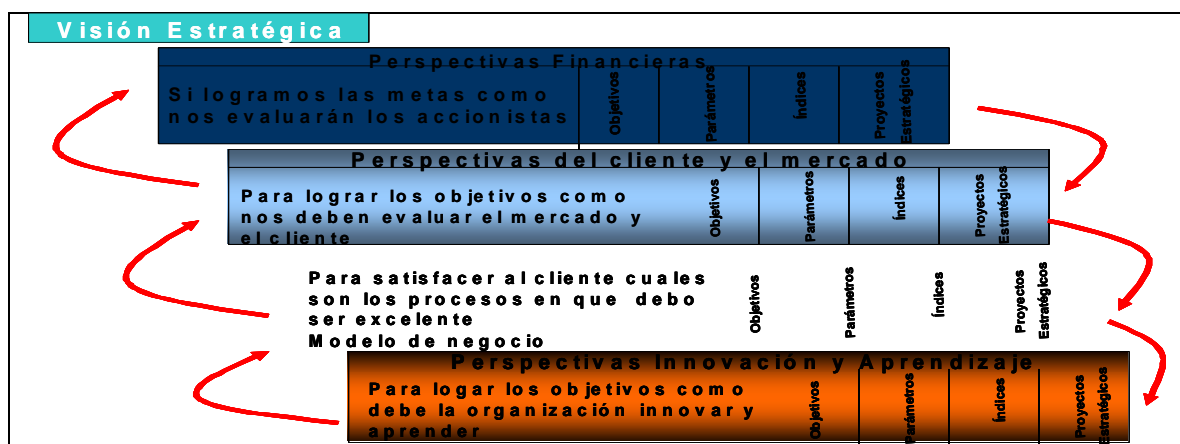 Visión Estratégica
Perspectivas Financieras
Si logramos las metas como
nos evaluarán los accionistas
Objetivos
Parámetros
Índices
Proyectos
Estratégicos
Perspectivas del cliente y el mercado
Para lograr los objetivos como
nos deben evaluar el mercado y
el cliente
Objetivos
Parámetros
Índices
Proyectos
Estratégicos
Para satisfacer al cliente cuales
son los procesos en que debo
ser excelente
Modelo de negocio
Objetivos
Parámetros
Índices
Proyectos
Estratégicos
Perspectivas Innovación y Aprendizaje
Para logar los objetivos como
debe la organización innovar y
aprender
Objetivos
Parámetros
Índices
Proyectos
Estratégicos